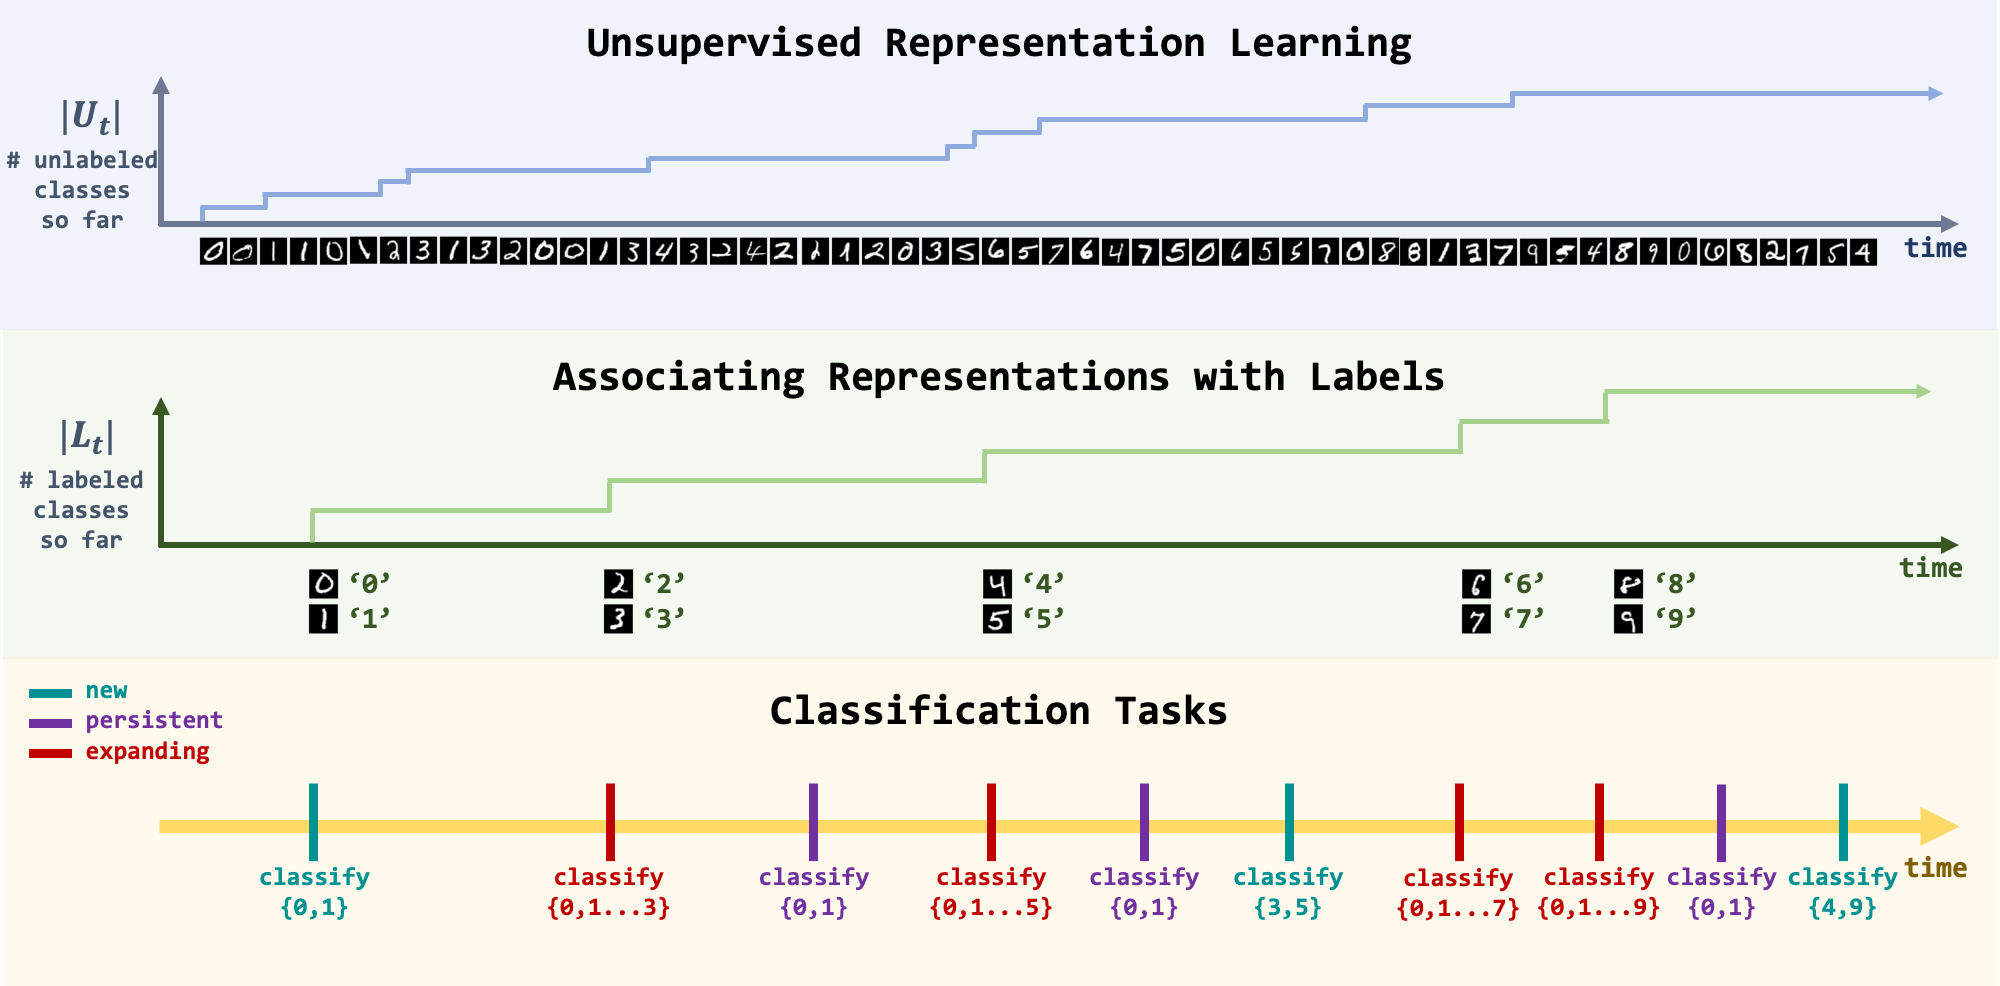 Unsupervised Representation Learning
|U_t|
# unlabeled
classes
so far
0 0 1 1 0 1 2 3 1 3 2 0 0 1 3 4 3 2 4 2 2 1 2 0 3 5 6 5 7 6 4 7 5 0 6 5 5 7 0 8 8 1 3 7 9 5 4 8 9 0 6 8 2 7 5 4
time
Associating Representations with Labels
|L_t|
# labeled
classes
so far
time
0 ‘0’
1 ‘1’
2 ‘2’
3 ‘3’
4 ‘4’
5 ‘5’
6 ‘6’
7 ‘7’
8 ‘8’
9 ‘9’
new
persistent
expanding
Classification Tasks
classify
{0,1}
classify
{0,1...3}
classify
{0,1}
classify
{0,1...5}
classify
{0,1}
classify
{3,5}
classify
{0,1...7}
classify
{0,1...9}
classify
{0,1}
classify
{4,9}
time